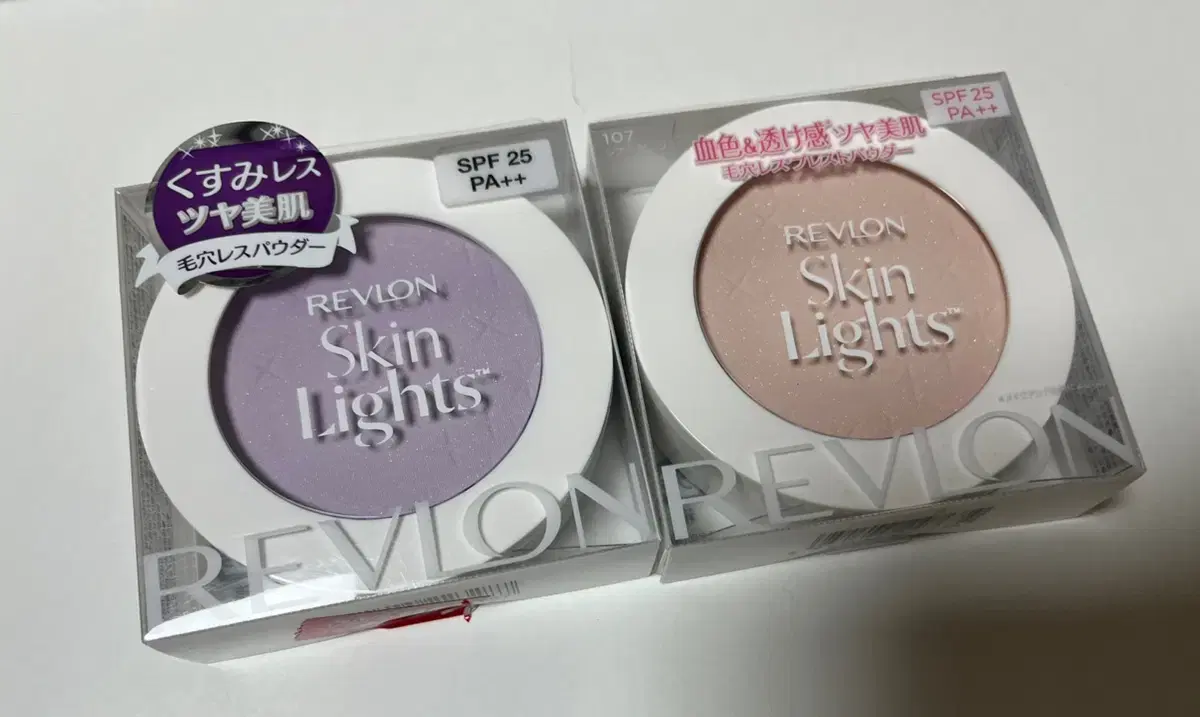 くすみレス
ツヤ美肌
毛穴レスパウダー
SPF 25
PA++
REVLON
Skin
Lights™
REVLON
107
血色&透け感ツヤ美肌
毛穴レスプレストパウダー
SPF 25
PA++
REVLON
Skin
Lights™
REVLON